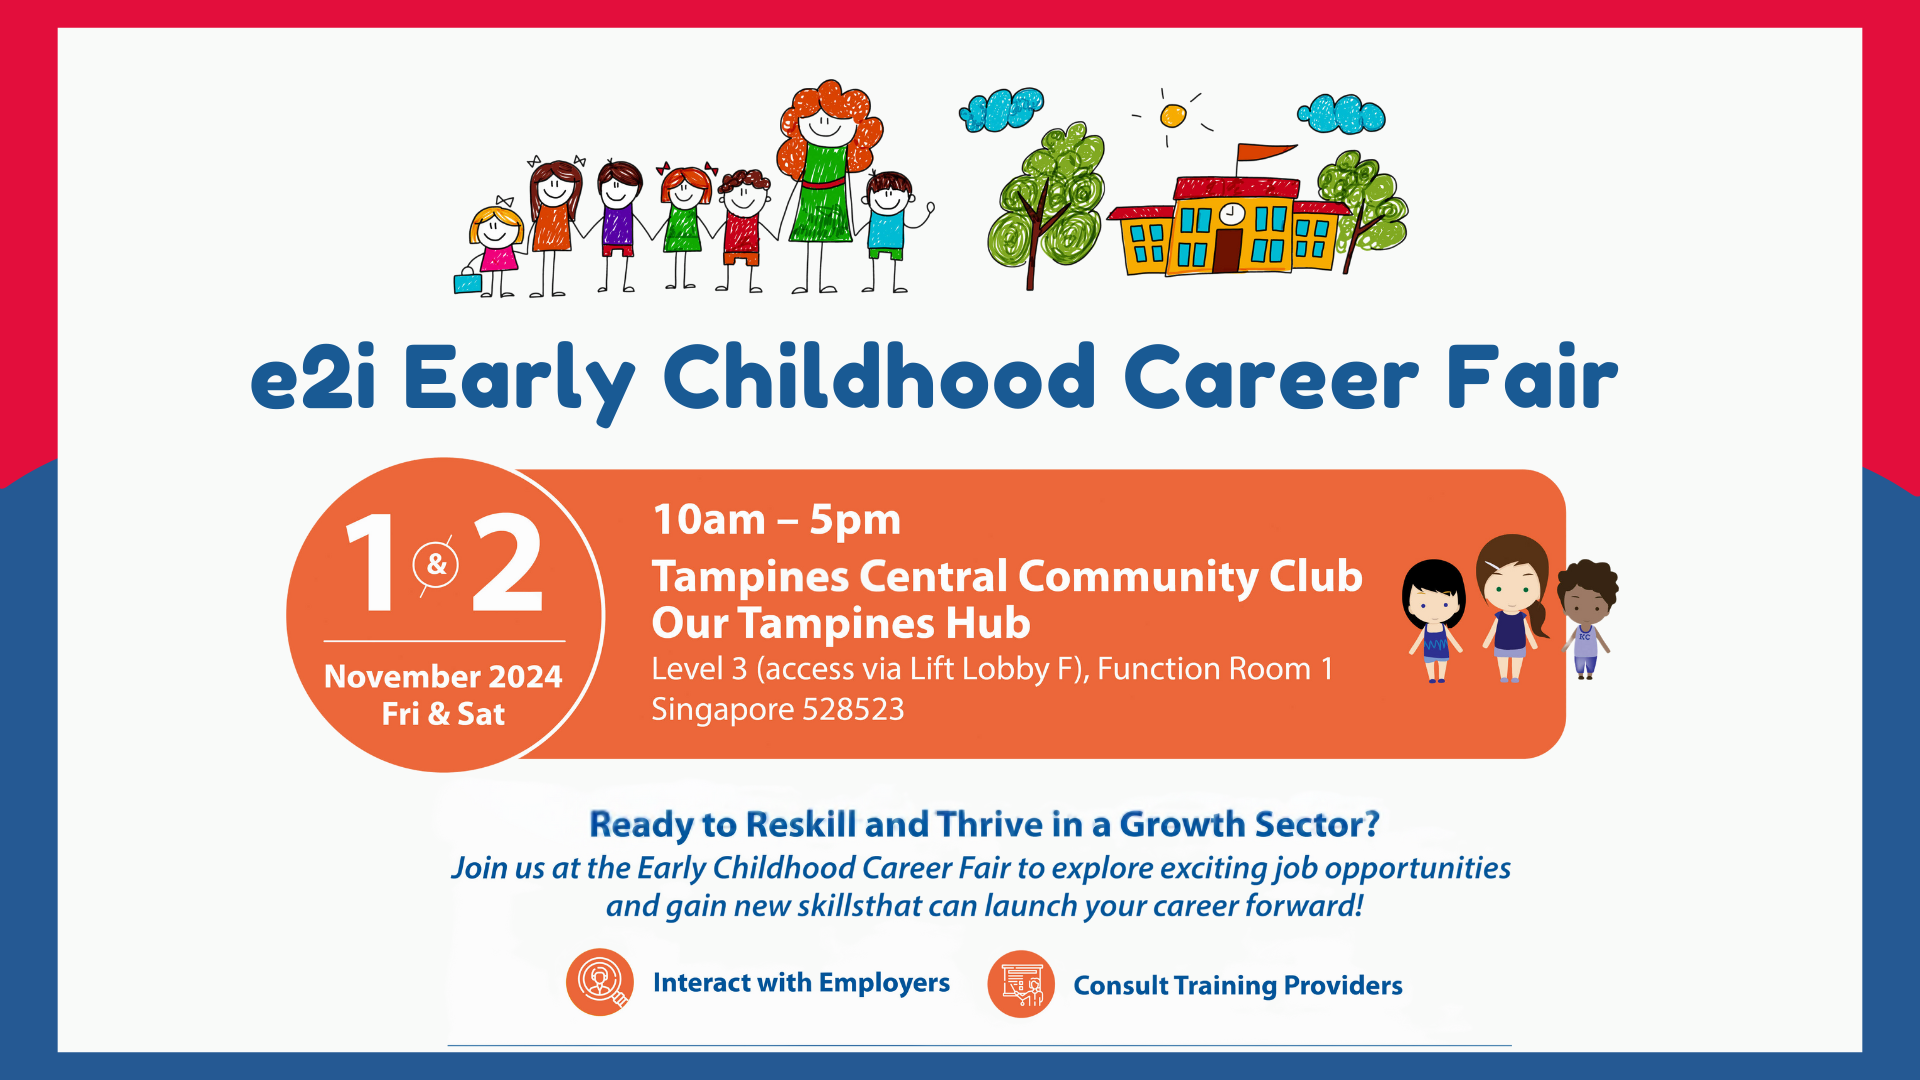 e2i Early Childhood Career Fair
1 & 2
November 2024
Fri & Sat
10am – 5pm
Tampines Central Community Club
Our Tampines Hub
Level 3 (access via Lift Lobby F), Function Room 1
Singapore 528523
KC
Ready to Reskill and Thrive in a Growth Sector?
Join us at the Early Childhood Career Fair to explore exciting job opportunities
and gain new skillsthat can launch your career forward!
Interact with Employers
Consult Training Providers